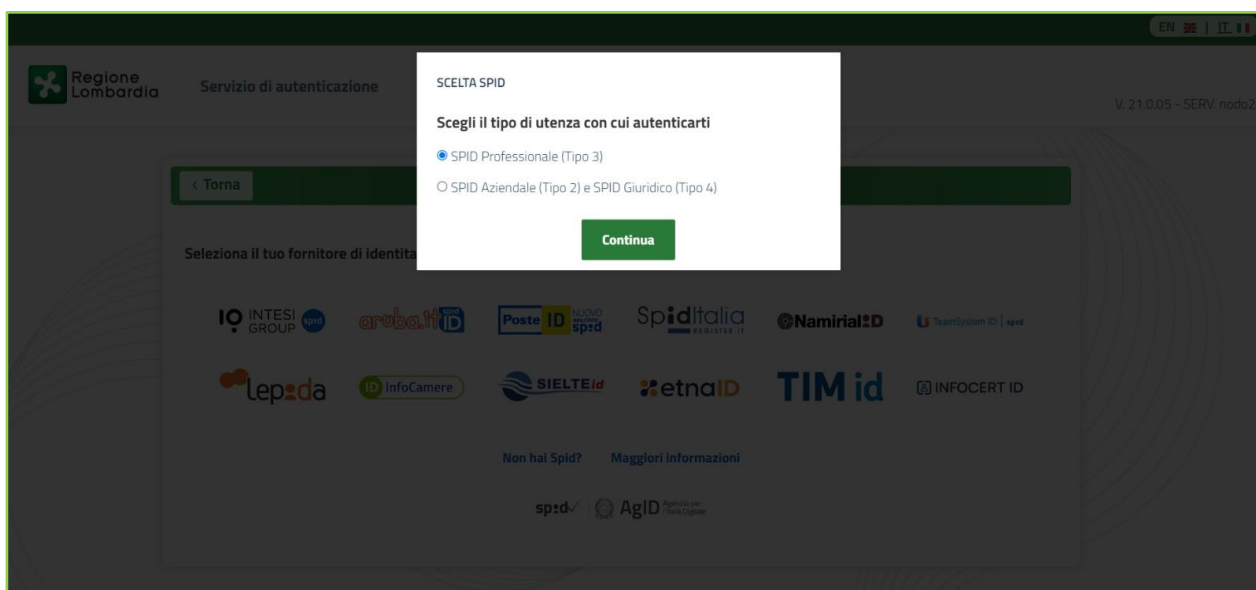 EN | IT
Regione
Lombardia
Servizio di autenticazione
V. 21.0.05 - SERV. nodo2
SCELTA SPID
Scegli il tipo di utenza con cui autenticarti
SPID Professionale (Tipo 3)
SPID Aziendale (Tipo 2) e SPID Giuridico (Tipo 4)
Continua
< Torna
Seleziona il tuo fornitore di identita
INTESI
GROUP spid
aruba.it spid ID
Poste ID NUOVO
spid
SpidItalia
REGISTER.IT
Namirial ID
TeamSystem ID | spid
Lepida
ID InfoCamere
SIELTEid
etnaID
TIM id
INFOCERT ID
Non hai Spid? Maggiori informazioni
spid AgID Agenzia per
l'Italia Digitale